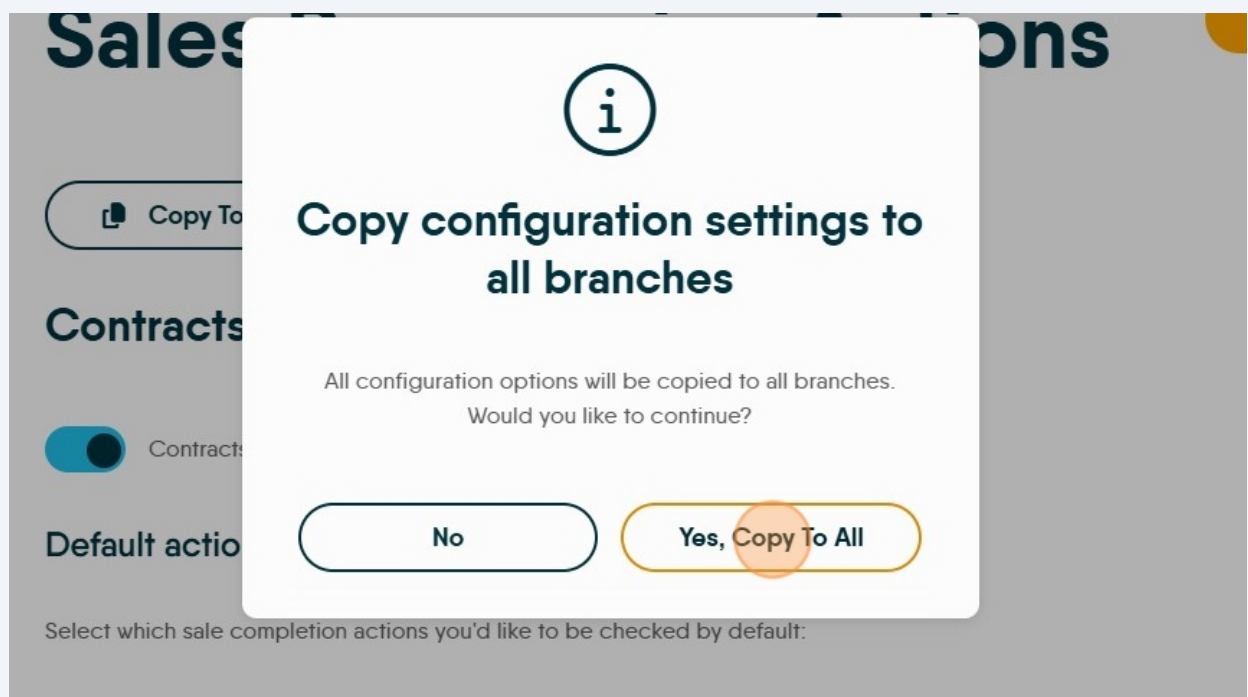 Sales
ons
Copy To
Copy configuration settings to
all branches
Contracts
All configuration options will be copied to all branches.
Would you like to continue?
Contracts
No
Yes, Copy To All
Default actio
Select which sale completion actions you'd like to be checked by default: